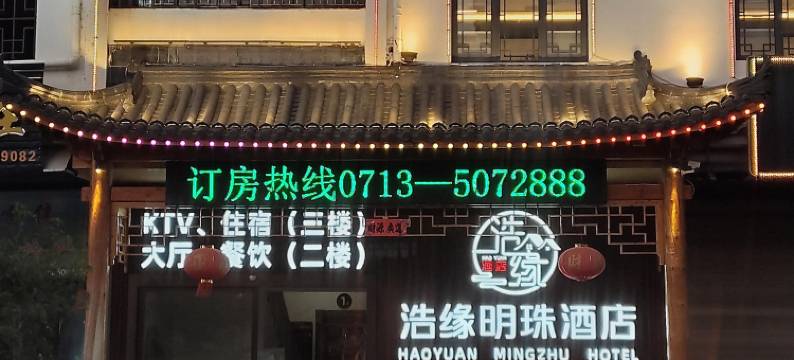 订房热线0713—5072888
KTV、住宿（三楼）
大厅、餐饮（二楼）
浩缘
浩缘明珠酒店
HAOYUAN MINGZHU HOTEL
9082